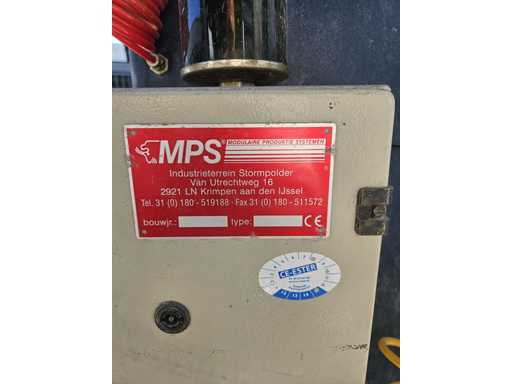 MPS
MODULAIRE PRODUKTIE SYSTEMEN
Industrieterrein Stormpolder
Van Utrechtweg 16
2921 LN Krimpen aan den IJssel
Tel. 31 (0) 180 - 519188 · Fax 31 (0) 180 - 511572
bouwjr.: type: CE
CE-ESTER